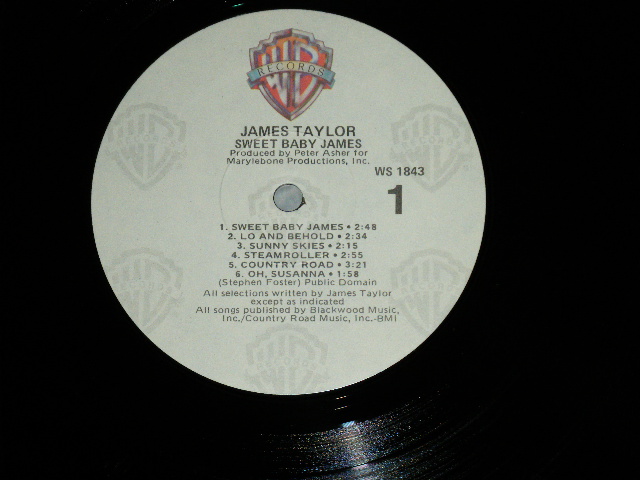 WB
RECORDS
JAMES TAYLOR
SWEET BABY JAMES
Produced by Peter Asher for
Marylebone Productions, Inc.
WS 1843
1
1. SWEET BABY JAMES • 2:48
2. LO AND BEHOLD • 2:34
3. SUNNY SKIES • 2:15
4. STEAMROLLER • 2:55
5. COUNTRY ROAD • 3:21
6. OH, SUSANNA • 1:58
(Stephen Foster) Public Domain
All selections written by James Taylor
except as indicated
All songs published by Blackwood Music,
Inc./Country Road Music, Inc.-BMI